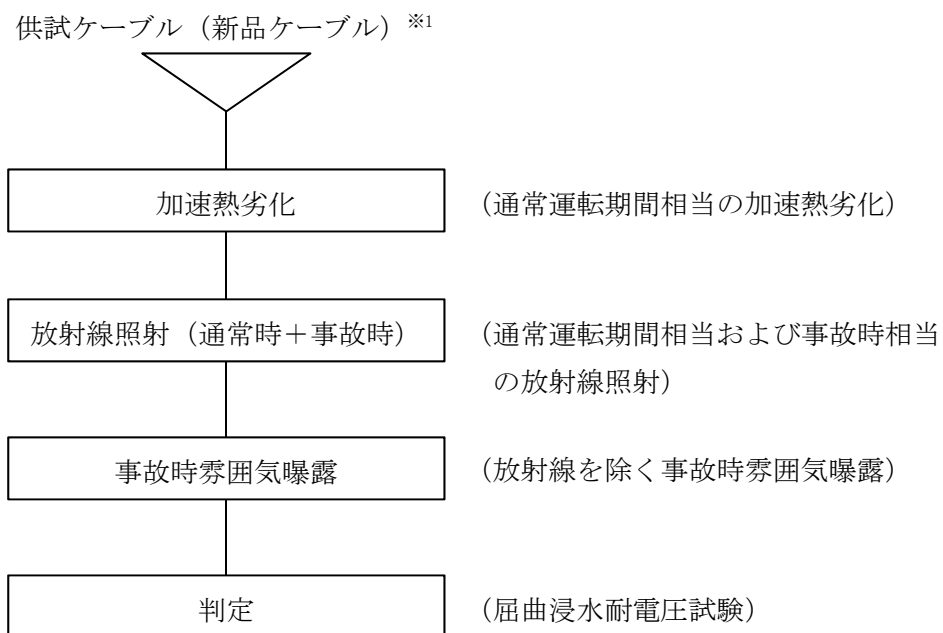 供試ケーブル（新品ケーブル）※1
加速熱劣化 （通常運転期間相当の加速熱劣化）
放射線照射（通常時＋事故時） （通常運転期間相当および事故時相当
の放射線照射）
事故時雰囲気曝露 （放射線を除く事故時雰囲気曝露）
判定 （屈曲浸水耐電圧試験）